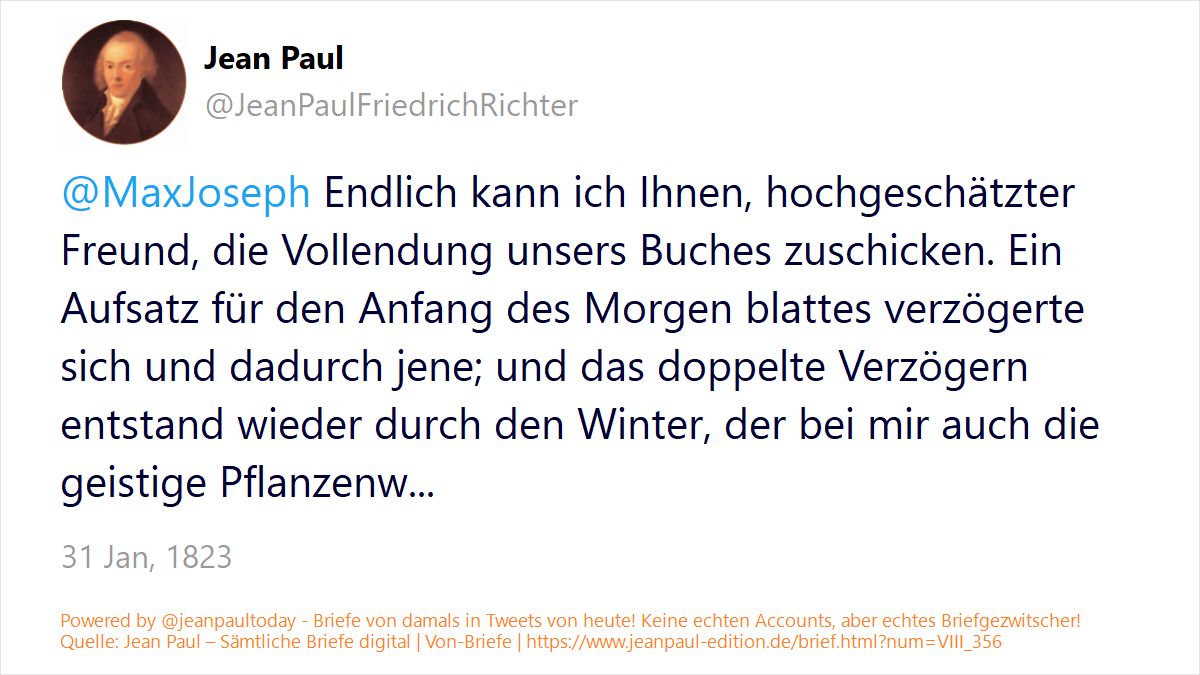 Jean Paul
@JeanPaulFriedrichRichter
@MaxJoseph Endlich kann ich Ihnen, hochgeschätzter
Freund, die Vollendung unsers Buches zuschicken. Ein
Aufsatz für den Anfang des Morgen blattes verzögerte
sich und dadurch jene; und das doppelte Verzögern
entstand wieder durch den Winter, der bei mir auch die
geistige Pflanzenw...
31 Jan, 1823
Powered by @jeanpaultoday - Briefe von damals in Tweets von heute! Keine echten Accounts, aber echtes Briefgezwitscher!
Quelle: Jean Paul – Sämtliche Briefe digital | Von-Briefe | https://www.jeanpaul-edition.de/brief.html?num=VIII_356